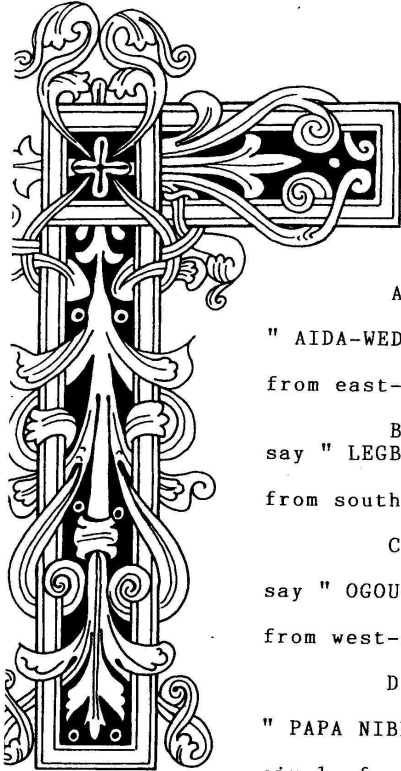 A
" AIDA-WED
from east-
B
say " LEGB
from south
C
say " OGOU
from west-
D
" PAPA NIB